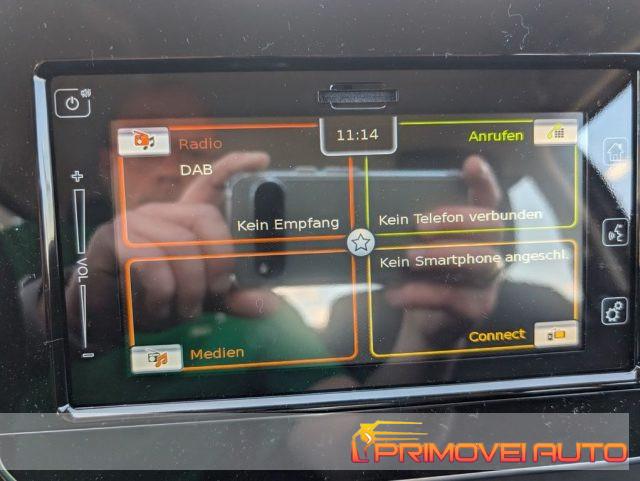 11:14
Radio
Anrufen
DAB
Kein Empfang
Kein Telefon verbunden
Kein Smartphone angeschl.
+
VOL
−
Medien
Connect
PRIMOVEI AUTO